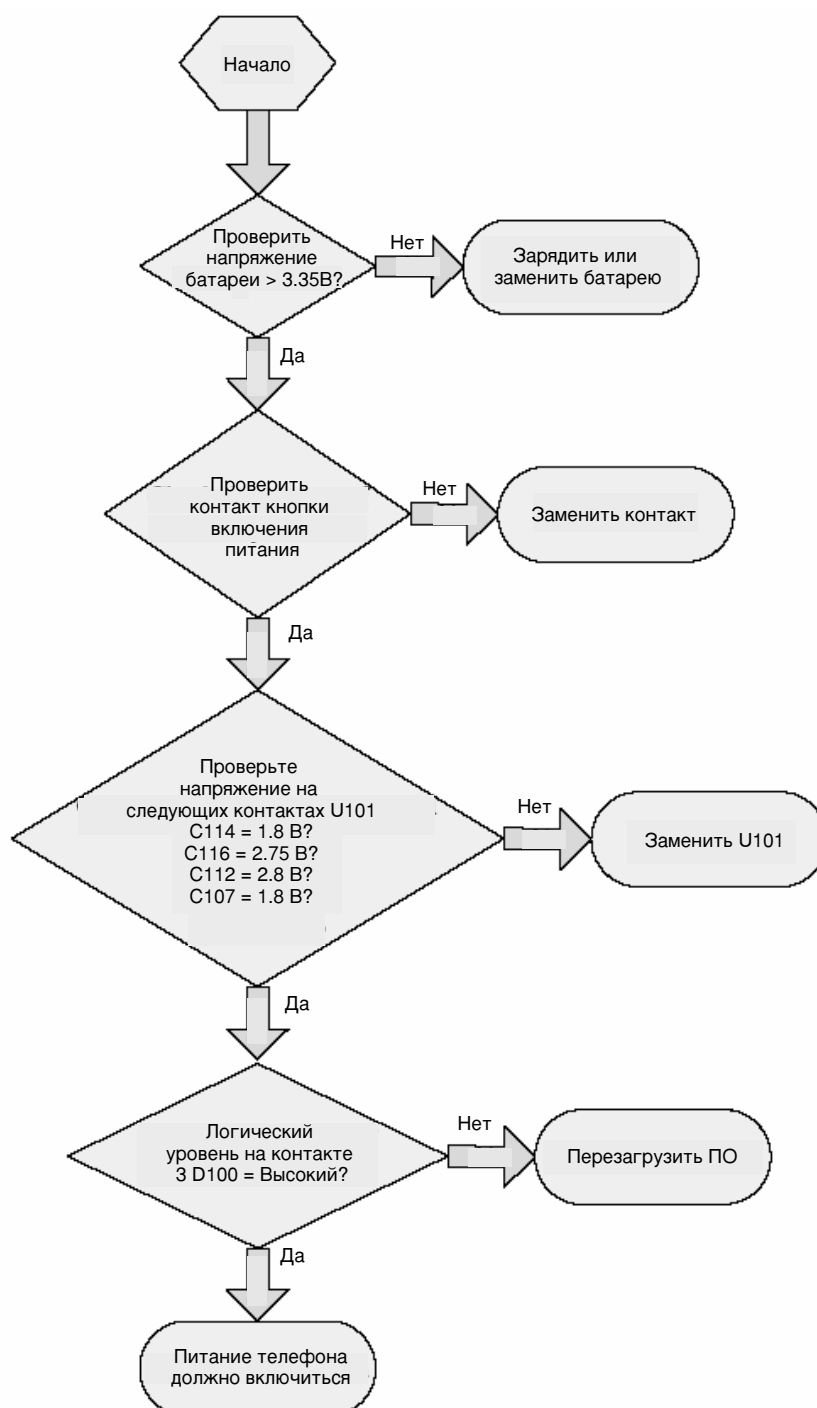 Начало
Проверить
напряжение
батареи > 3.35В?
Нет
Зарядить или
заменить батарею
Да
Проверить
контакт кнопки
включения
питания
Нет
Заменить контакт
Да
Проверьте
напряжение на
следующих контактах U101
C114 = 1.8 В?
C116 = 2.75 В?
C112 = 2.8 В?
C107 = 1.8 В?
Нет
Заменить U101
Да
Логический
уровень на контакте
3 D100 = Высокий?
Нет
Перезагрузить ПО
Да
Питание телефона
должно включиться